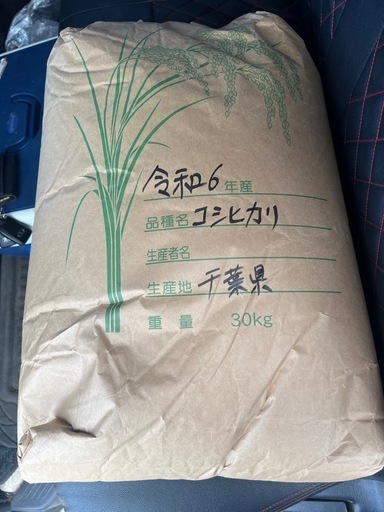 令和6年産
品種名 コシヒカリ
生産者名
生産地 千葉県
重量 30kg